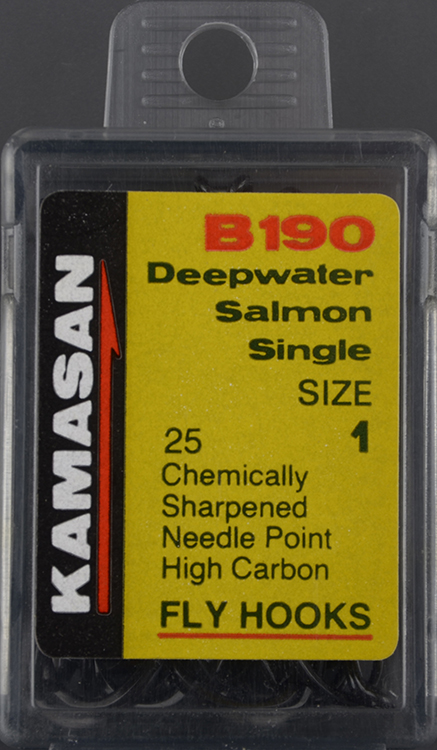 KAMASAN
B190
Deepwater
Salmon
Single
SIZE
25 1
Chemically
Sharpened
Needle Point
High Carbon
FLY HOOKS